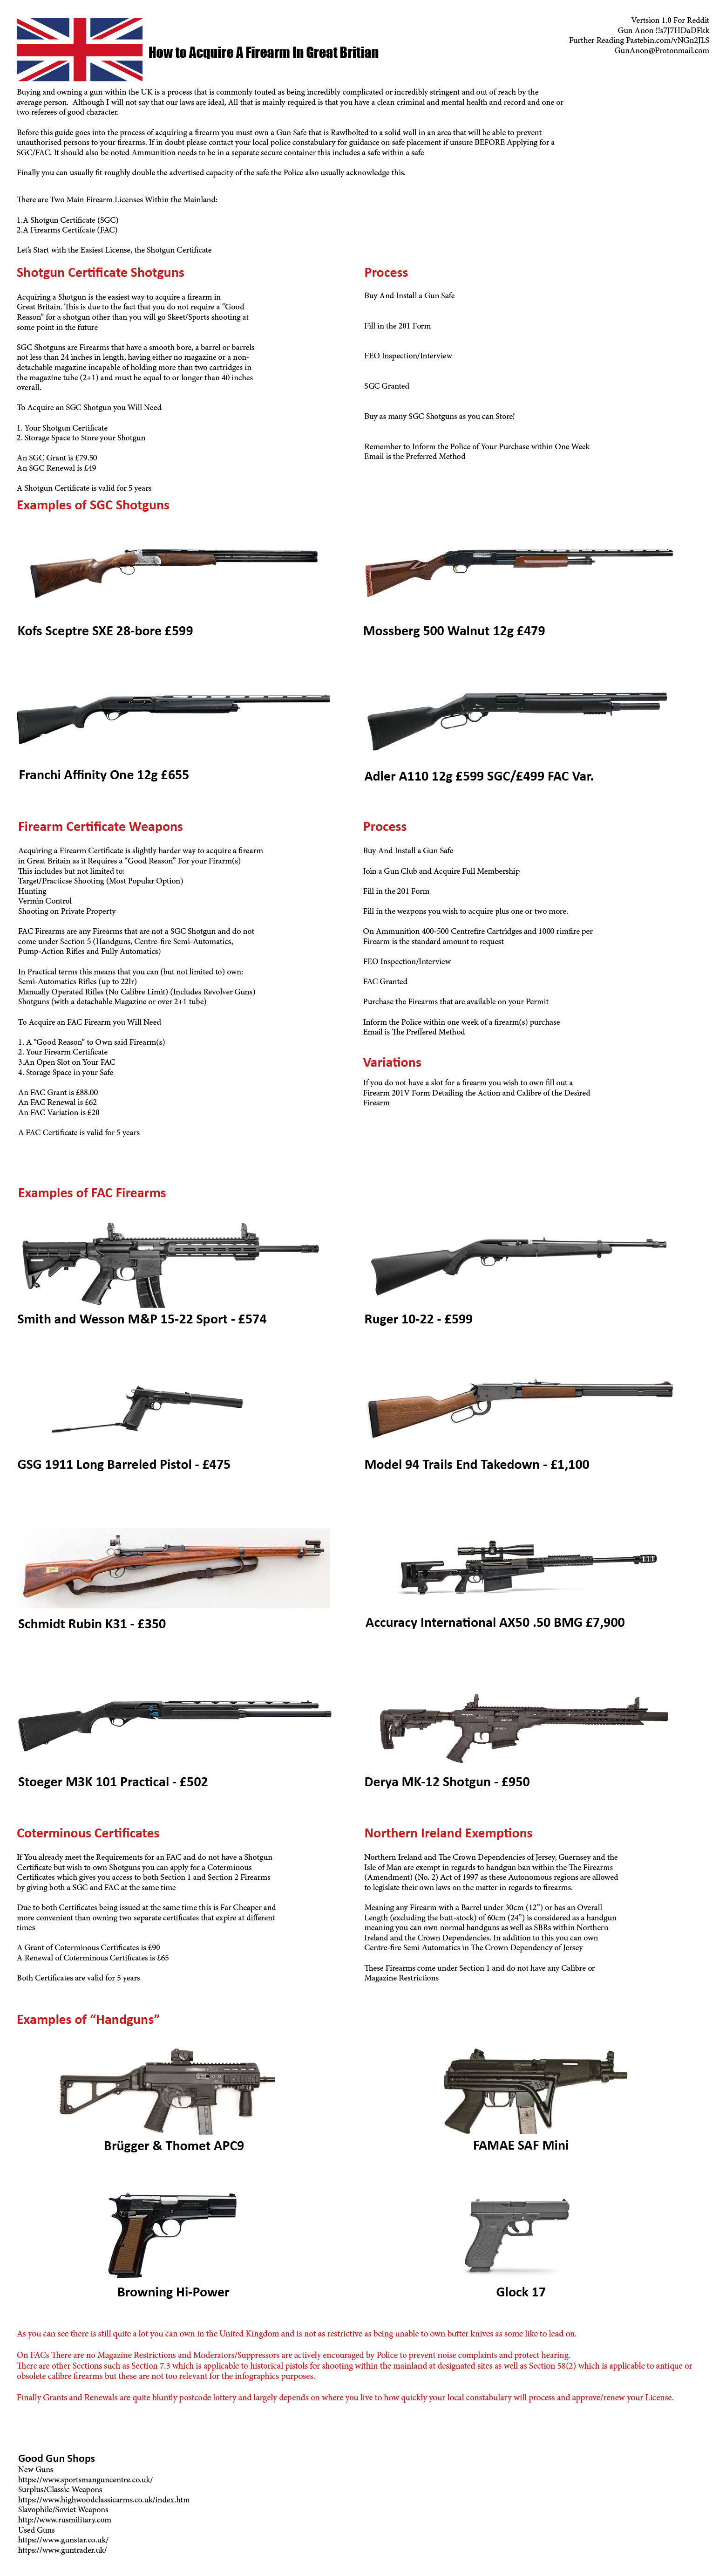 Vertsion 1.0 For Reddit
Gun Anon !!s7J7HDaDFkk
Further Reading Pastebin.com/vNGn2JLS
GunAnon@Protonmail.com
How to Acquire A Firearm In Great Britian
Buying and owning a gun within the UK is a process that is commonly touted as being incredibly complicated or incredibly stringent and out of reach by the
average person. Although I will not say that our laws are ideal, All that is mainly required is that you have a clean criminal and mental health and record and one or
two referees of good character.
Before this guide goes into the process of acquiring a firearm you must own a Gun Safe that is Rawlbolted to a solid wall in an area that will be able to prevent
unauthorised persons to your firearms. If in doubt please contact your local police constabulary for guidance on safe placement if unsure BEFORE Applying for a
SGC/FAC. It should also be noted Ammunition needs to be in a separate secure container this includes a safe within a safe
Finally you can usually fit roughly double the advertised capacity of the safe the Police also usually acknowledge this.
There are Two Main Firearm Licenses Within the Mainland:
1.A Shotgun Certificate (SGC)
2.A Firearms Certifcate (FAC)
Let's Start with the Easiest License, the Shotgun Certificate
Shotgun Certificate Shotguns
Acquiring a Shotgun is the easiest way to acquire a firearm in
Great Britain. This is due to the fact that you do not require a "Good
Reason" for a shotgun other than you will go Skeet/Sports shooting at
some point in the future
SGC Shotguns are Firearms that have a smooth bore, a barrel or barrels
not less than 24 inches in length, having either no magazine or a non-
detachable magazine incapable of holding more than two cartridges in
the magazine tube (2+1) and must be equal to or longer than 40 inches
overall.
To Acquire an SGC Shotgun you Will Need
1. Your Shotgun Certificate
2. Storage Space to Store your Shotgun
An SGC Grant is £79.50
An SGC Renewal is £49
A Shotgun Certificate is valid for 5 years
Process
Buy And Install a Gun Safe
Fill in the 201 Form
FEO Inspection/Interview
SGC Granted
Buy as many SGC Shotguns as you can Store!
Remember to Inform the Police of Your Purchase within One Week
Email is the Preferred Method
Examples of SGC Shotguns
Kofs Sceptre SXE 28-bore £599
Mossberg 500 Walnut 12g £479
Franchi Affinity One 12g £655
Adler A110 12g £599 SGC/£499 FAC Var.
Firearm Certificate Weapons
Acquiring a Firearm Certificate is slightly harder way to acquire a firearm
in Great Britain as it Requires a "Good Reason" For your Firarm(s)
This includes but not limited to:
Target/Practicse Shooting (Most Popular Option)
Hunting
Vermin Control
Shooting on Private Property
FAC Firearms are any Firearms that are not a SGC Shotgun and do not
come under Section 5 (Handguns, Centre-fire Semi-Automatics,
Pump-Action Rifles and Fully Automatics)
In Practical terms this means that you can (but not limited to) own:
Semi-Automatics Rifles (up to 22lr)
Manually Operated Rifles (No Calibre Limit) (Includes Revolver Guns)
Shotguns (with a detachable Magazine or over 2+1 tube)
To Acquire an FAC Firearm you Will Need
1. A "Good Reason" to Own said Firearm(s)
2. Your Firearm Certificate
3.An Open Slot on Your FAC
4. Storage Space in your Safe
An FAC Grant is £88.00
An FAC Renewal is £62
An FAC Variation is £20
A FAC Certificate is valid for 5 years
Process
Buy And Install a Gun Safe
Join a Gun Club and Acquire Full Membership
Fill in the 201 Form
Fill in the weapons you wish to acquire plus one or two more.
On Ammunition 400-500 Centrefire Cartridges and 1000 rimfire per
Firearm is the standard amount to request
FEO Inspection/Interview
FAC Granted
Purchase the Firearms that are available on your Permit
Inform the Police within one week of a firearm(s) purchase
Email is The Preffered Method
Variations
If you do not have a slot for a firearm you wish to own fill out a
Firearm 201V Form Detailing the Action and Calibre of the Desired
Firearm
Examples of FAC Firearms
Smith and Wesson M&P 15-22 Sport - £574
Ruger 10-22 - £599
GSG 1911 Long Barreled Pistol - £475
Model 94 Trails End Takedown - £1,100
Schmidt Rubin K31 - £350
Accuracy International AX50 .50 BMG £7,900
Stoeger M3K 101 Practical - £502
Derya MK-12 Shotgun - £950
Coterminous Certificates
If You already meet the Requirements for an FAC and do not have a Shotgun
Certificate but wish to own Shotguns you can apply for a Coterminous
Certificates which gives you access to both Section 1 and Section 2 Firearms
by giving both a SGC and FAC at the same time
Due to both Certificates being issued at the same time this is Far Cheaper and
more convenient than owning two separate certificates that expire at different
times
A Grant of Coterminous Certificates is £90
A Renewal of Coterminous Certificates is £65
Both Certificates are valid for 5 years
Northern Ireland Exemptions
Northern Ireland and The Crown Dependencies of Jersey, Guernsey and the
Isle of Man are exempt in regards to handgun ban within the The Firearms
(Amendment) (No. 2) Act of 1997 as these Autonomous regions are allowed
to legislate their own laws on the matter in regards to firearms.
Meaning any Firearm with a Barrel under 30cm (12") or has an Overall
Length (excluding the butt-stock) of 60cm (24") is considered as a handgun
meaning you can own normal handguns as well as SBRs within Northern
Ireland and the Crown Dependencies. In addition to this you can own
Centre-fire Semi Automatics in The Crown Dependency of Jersey
These Firearms come under Section 1 and do not have any Calibre or
Magazine Restrictions
Examples of "Handguns"
Brügger & Thomet APC9
FAMAE SAF Mini
Browning Hi-Power
Glock 17
As you can see there is still quite a lot you can own in the United Kingdom and is not as restrictive as being unable to own butter knives as some like to lead on.
On FACs There are no Magazine Restrictions and Moderators/Suppressors are actively encouraged by Police to prevent noise complaints and protect hearing.
There are other Sections such as Section 7.3 which is applicable to historical pistols for shooting within the mainland at designated sites as well as Section 58(2) which is applicable to antique or
obsolete calibre firearms but these are not too relevant for the infographics purposes.
Finally Grants and Renewals are quite bluntly postcode lottery and largely depends on where you live to how quickly your local constabulary will process and approve/renew your License.
Good Gun Shops
New Guns
https://www.sportsmanguncentre.co.uk/
Surplus/Classic Weapons
https://www.highwoodclassicarms.co.uk/index.htm
Slavophile/Soviet Weapons
http://www.rusmilitary.com
Used Guns
https://www.gunstar.co.uk/
https://www.guntrader.uk/